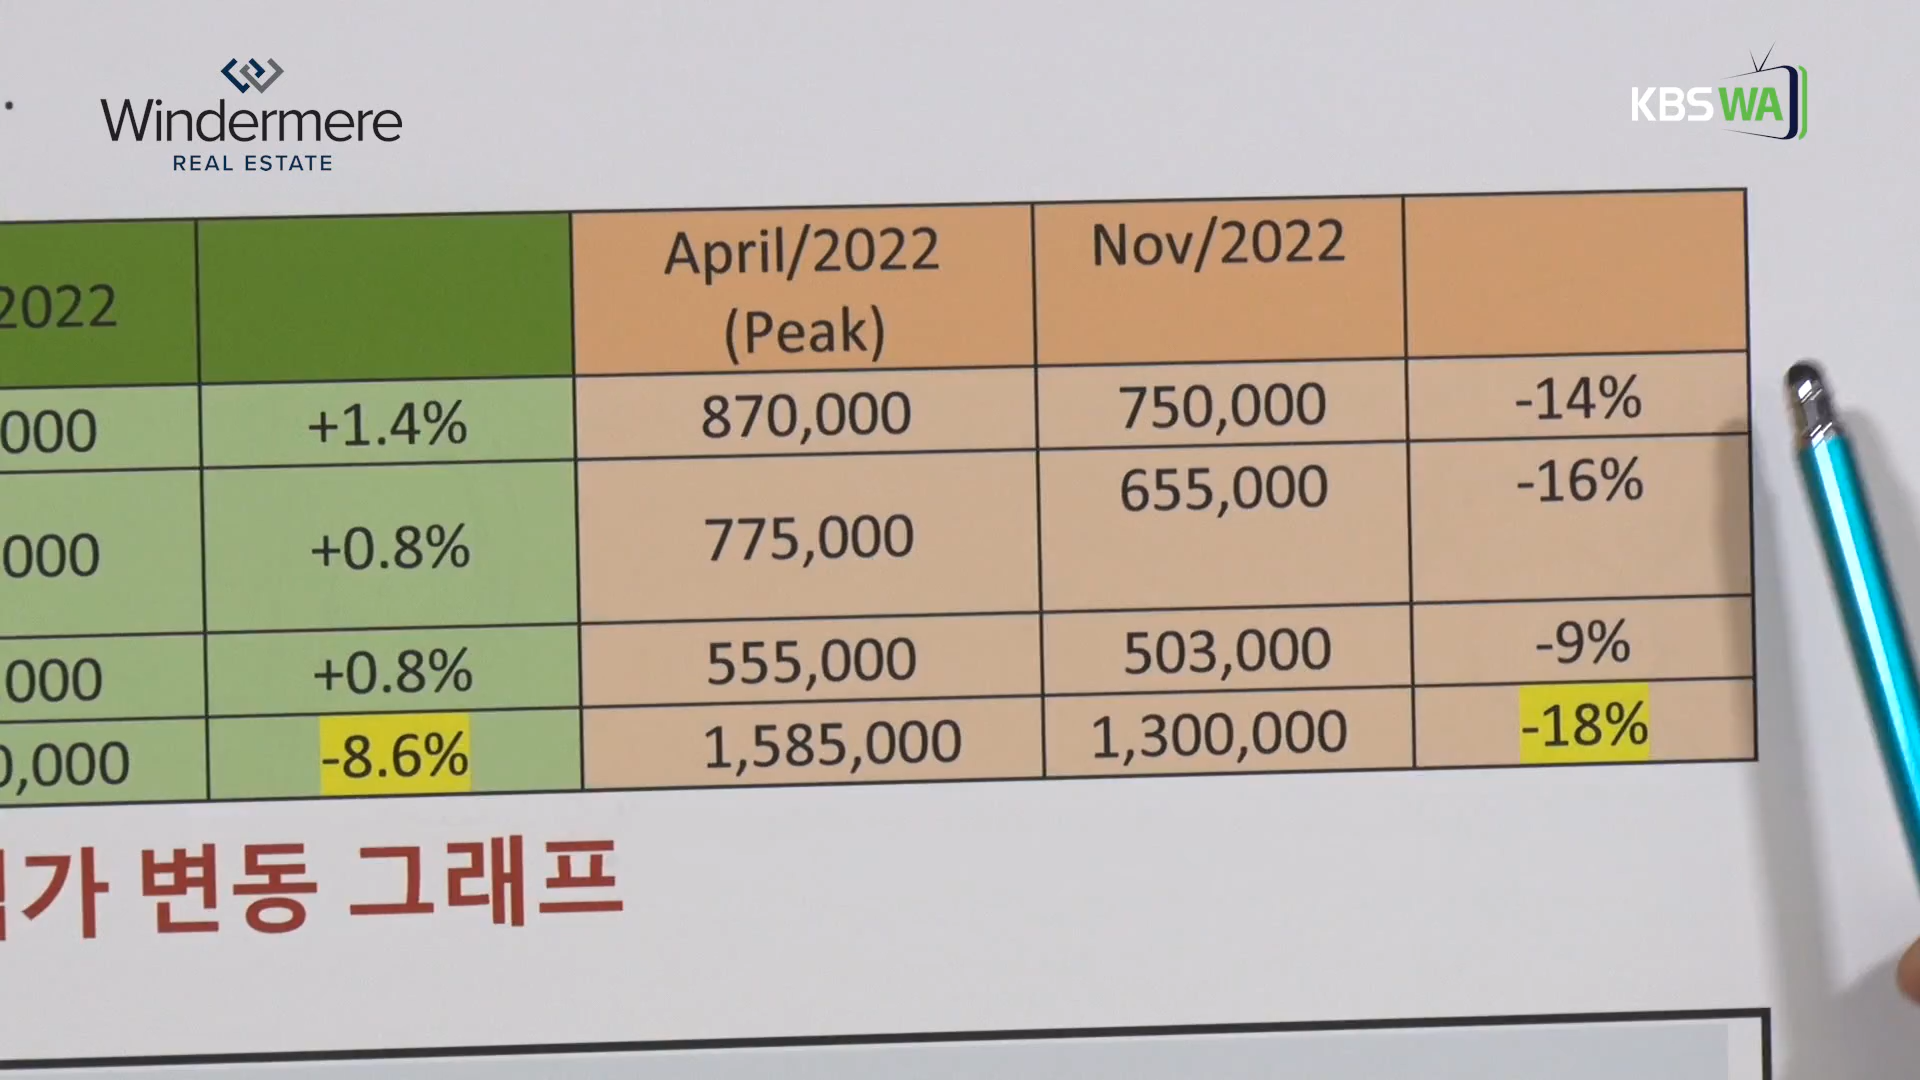 Windermere
REAL ESTATE
KBS WA
2022
April/2022
(Peak)
Nov/2022
000 +1.4% 870,000 750,000 -14%
000 +0.8% 775,000 655,000 -16%
000 +0.8% 555,000 503,000 -9%
0,000 -8.6% 1,585,000 1,300,000 -18%
가 변동 그래프